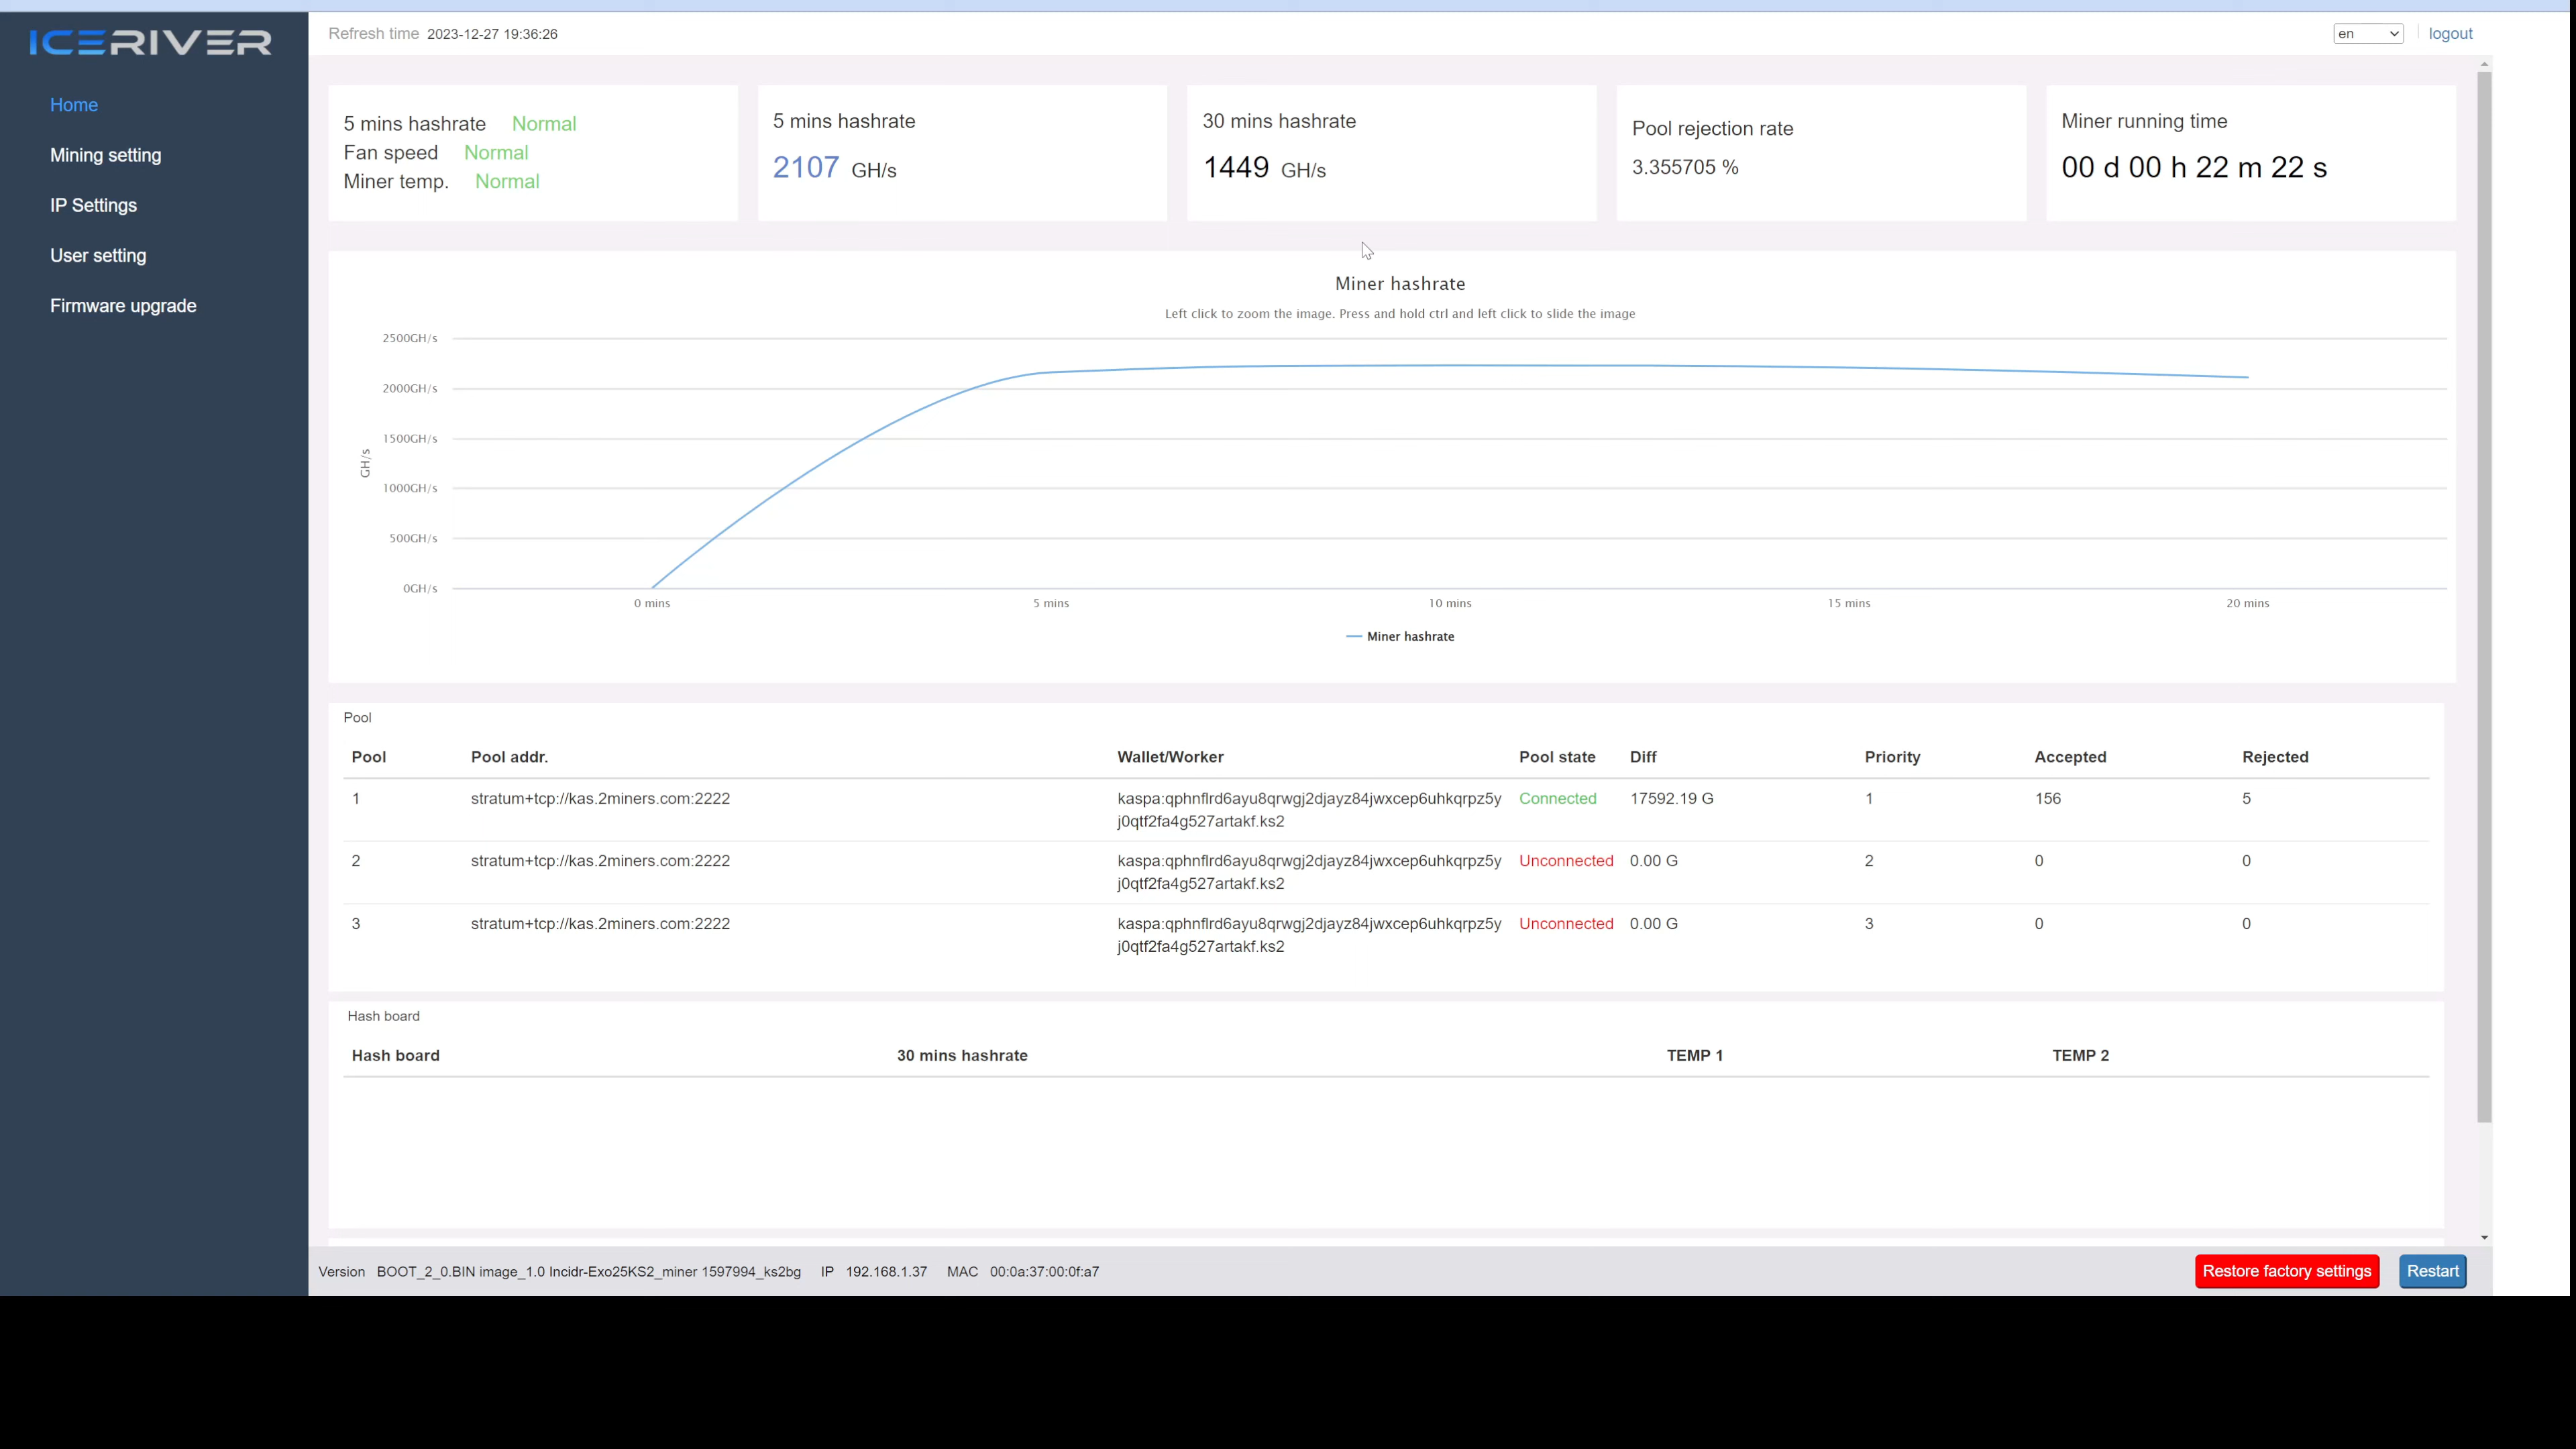 ICERIVER
Refresh time 2023-12-27 19:36:26
en
logout
Home
Mining setting
IP Settings
User setting
Firmware upgrade
5 mins hashrate Normal
Fan speed Normal
Miner temp. Normal
5 mins hashrate
2107 GH/s
30 mins hashrate
1449 GH/s
Pool rejection rate
3.355705 %
Miner running time
00 d 00 h 22 m 22 s
Miner hashrate
Left click to zoom the image. Press and hold ctrl and left click to slide the image
2500GH/s
2000GH/s
1500GH/s
1000GH/s
500GH/s
0GH/s
GH/s
0 mins 5 mins 10 mins 15 mins 20 mins
Miner hashrate
Pool
Pool Pool addr. Wallet/Worker Pool state Diff Priority Accepted Rejected
1 stratum+tcp://kas.2miners.com:2222 kaspa:qphnflrd6ayu8qrwgj2djayz84jwxcep6uhkqrpz5y Connected 17592.19 G 1 156 5
j0qtf2fa4g527artakf.ks2
2 stratum+tcp://kas.2miners.com:2222 kaspa:qphnflrd6ayu8qrwgj2djayz84jwxcep6uhkqrpz5y Unconnected 0.00 G 2 0 0
j0qtf2fa4g527artakf.ks2
3 stratum+tcp://kas.2miners.com:2222 kaspa:qphnflrd6ayu8qrwgj2djayz84jwxcep6uhkqrpz5y Unconnected 0.00 G 3 0 0
j0qtf2fa4g527artakf.ks2
Hash board
Hash board 30 mins hashrate TEMP 1 TEMP 2
Version BOOT_2_0.BIN image_1.0 Incidr-Exo25KS2_miner 1597994_ks2bg IP 192.168.1.37 MAC 00:0a:37:00:0f:a7
Restore factory settings
Restart